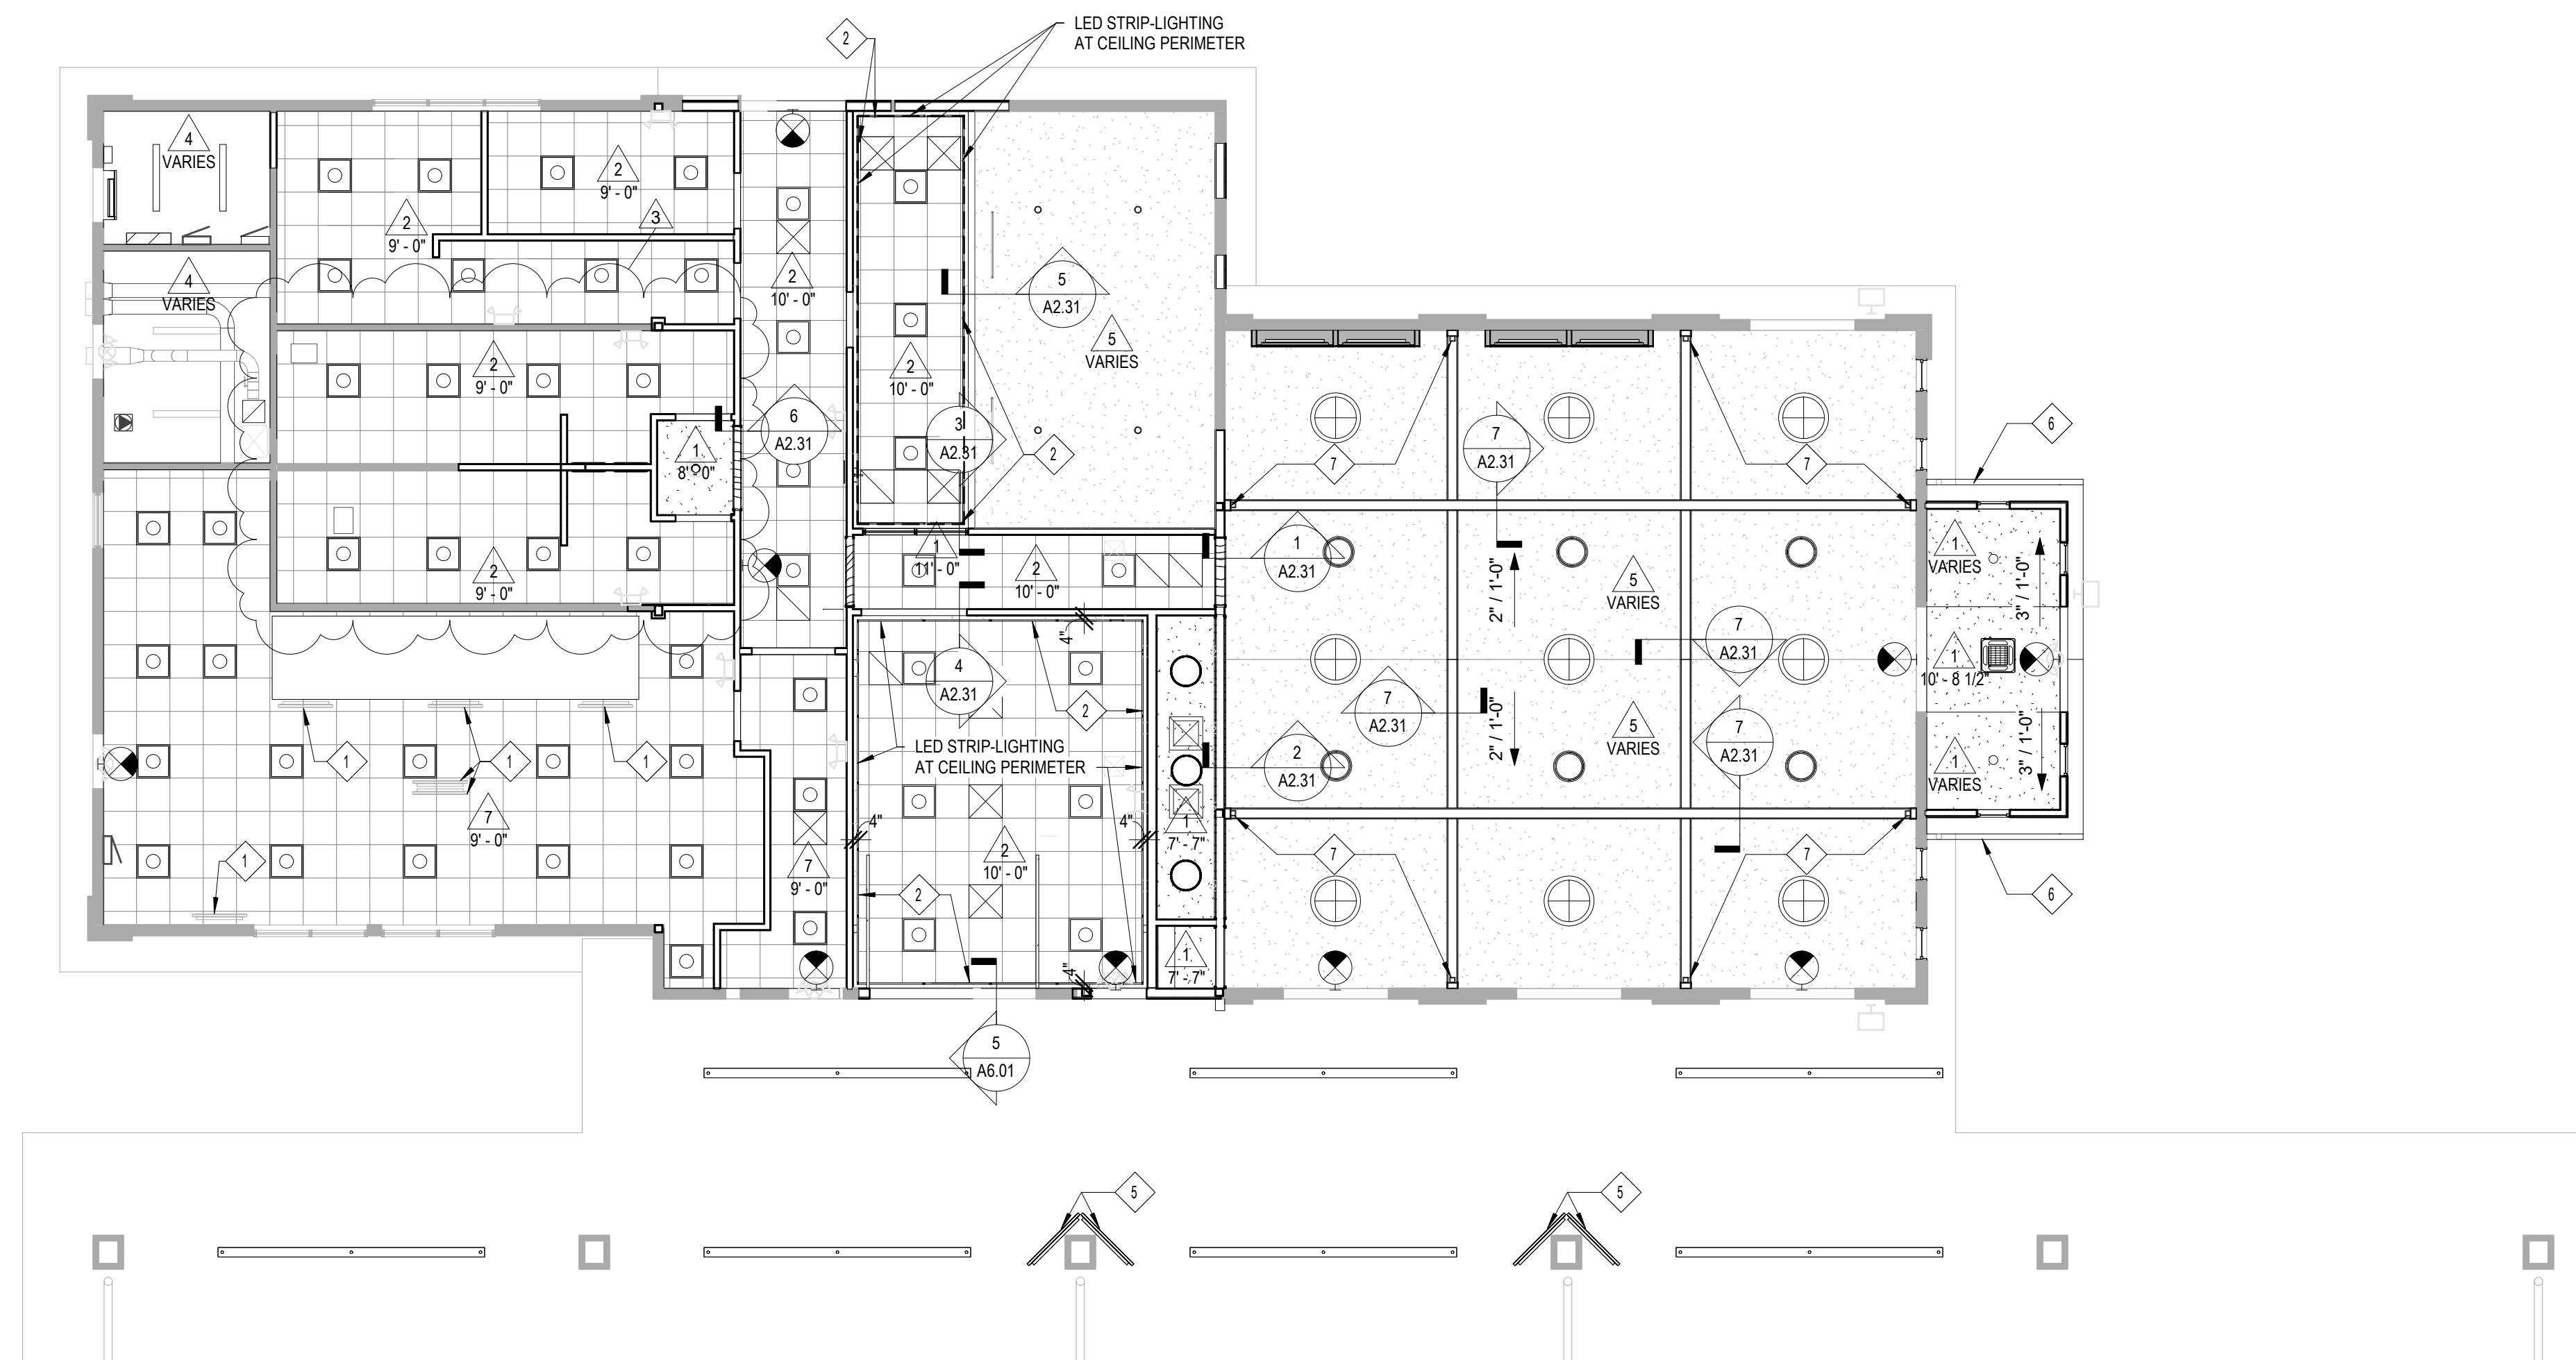 LED STRIP-LIGHTING
AT CEILING PERIMETER
2
4
VARIES
2
9' - 0"
2
9' - 0"
3
4
VARIES
2
10' - 0"
5
A2.31
5
VARIES
2
10' - 0"
2
9' - 0"
6
A2.31
3
A2.31
2
1
8' - 0"
7
7
A2.31
7
6
1
11' - 0"
2
10' - 0"
1
A2.31
2
9' - 0"
2" / 1'-0"
5
VARIES
1
VARIES
3" / 1'-0"
4"
4
A2.31
7
A2.31
1
10' - 8 1/2"
2
7
A2.31
2" / 1'-0"
5
VARIES
7
A2.31
3" / 1'-0"
LED STRIP-LIGHTING
AT CEILING PERIMETER
2
A2.31
1
VARIES
1
1
1
7
9' - 0"
4"
4"
1
7' - 7"
2
10' - 0"
7
9' - 0"
1
2
7
7
6
1
7' - 7"
4"
5
A6.01
5
5